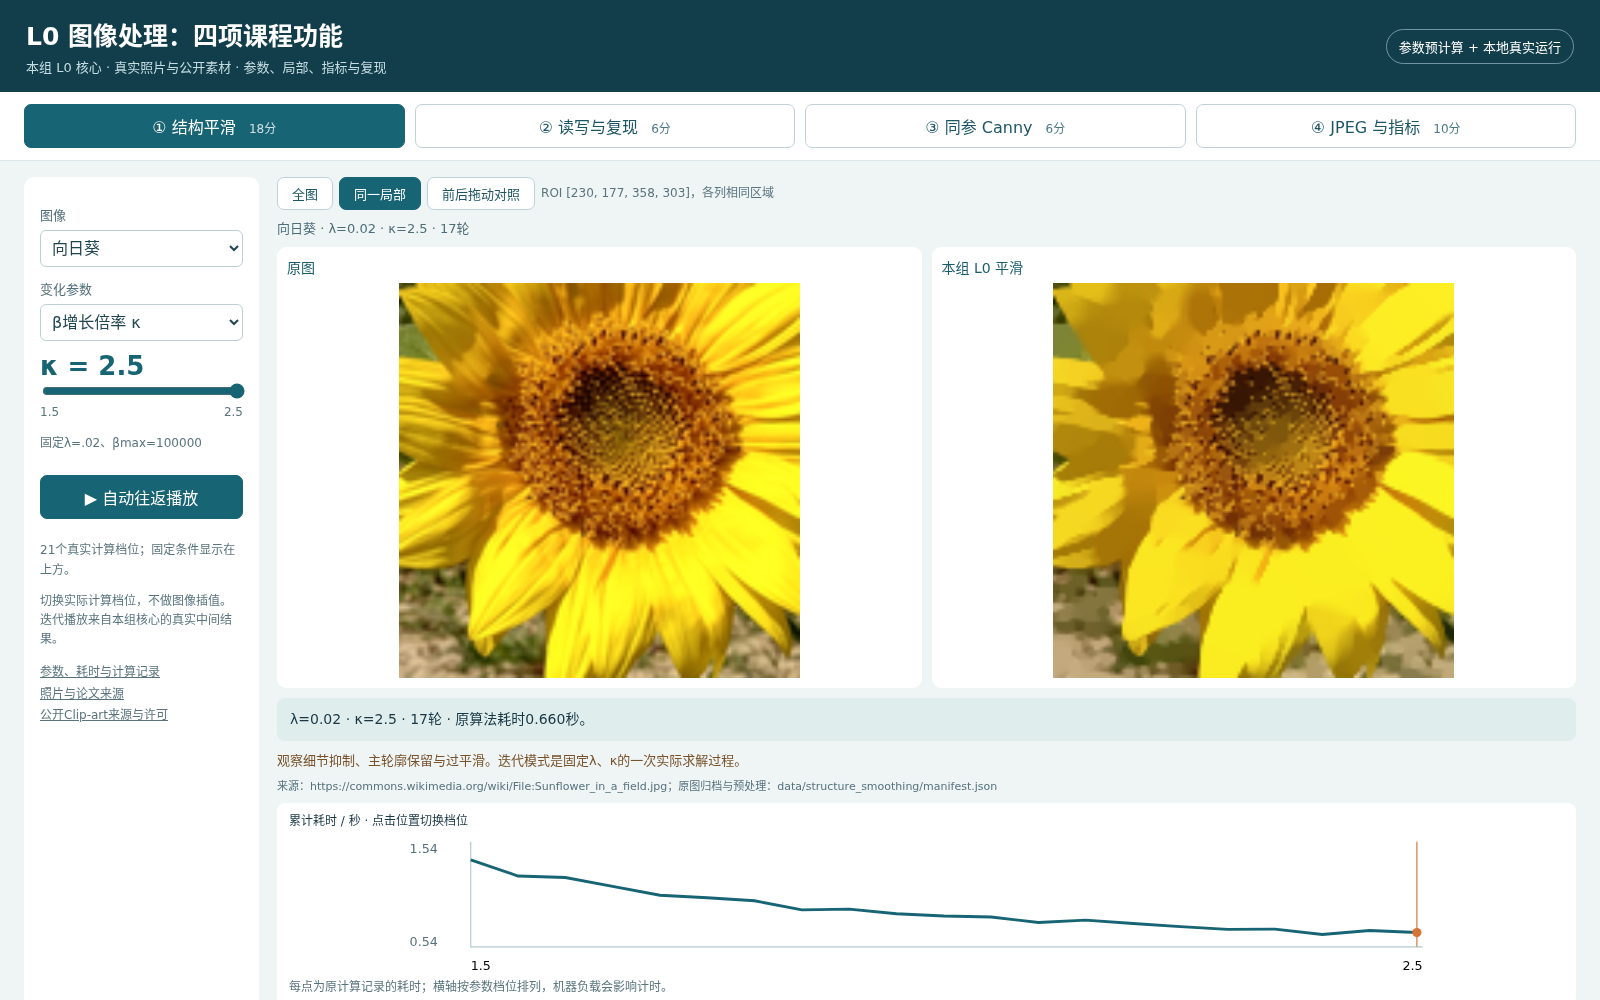 L0 图像处理：四项课程功能
本组 L0 核心 · 真实照片与公开素材 · 参数、局部、指标与复现
参数预计算 + 本地真实运行
① 结构平滑 18分
② 读写与复现 6分
③ 同参 Canny 6分
④ JPEG 与指标 10分
图像
向日葵
变化参数
β增长倍率 κ
κ = 2.5
1.5 2.5
固定λ=.02、βmax=100000
▶ 自动往返播放
21个真实计算档位；固定条件显示在
上方。
切换实际计算档位，不做图像插值。
迭代播放来自本组核心的真实中间结
果。
参数、耗时与计算记录
照片与论文来源
公开Clip-art来源与许可
全图 同一局部 前后拖动对照 ROI [230, 177, 358, 303]，各列相同区域
向日葵 · λ=0.02 · κ=2.5 · 17轮
原图
本组 L0 平滑
λ=0.02 · κ=2.5 · 17轮 · 原算法耗时0.660秒。
观察细节抑制、主轮廓保留与过平滑。迭代模式是固定λ、κ的一次实际求解过程。
来源：https://commons.wikimedia.org/wiki/File:Sunflower_in_a_field.jpg；原图归档与预处理：data/structure_smoothing/manifest.json
累计耗时 / 秒 · 点击位置切换档位
1.54
0.54
1.5 2.5
每点为原计算记录的耗时；横轴按参数档位排列，机器负载会影响计时。